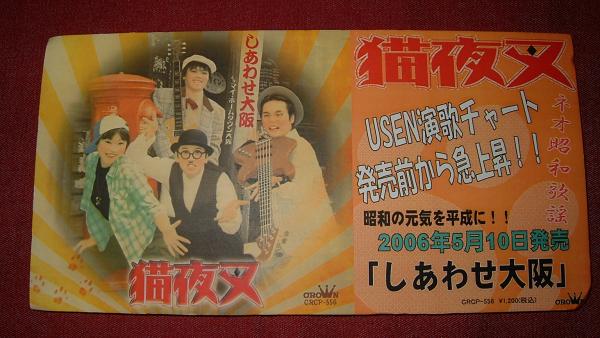 しあわせ大阪
～マイ・ホームタウン大阪
猫夜叉
CROWN
CRCP-556
猫夜叉
ネオ昭和歌謡
USEN演歌チャート
発売前から急上昇!!
昭和の元気を平成に!!
2006年5月10日発売
「しあわせ大阪」
CRCP-556 ¥1,200(税込)
CROWN